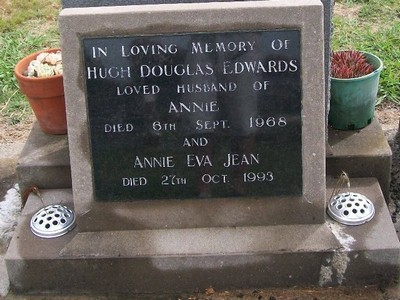 In Loving Memory Of
Hugh Douglas Edwards
Loved Husband Of
Annie
Died 6th Sept. 1968
And
Annie Eva Jean
Died 27th Oct. 1993